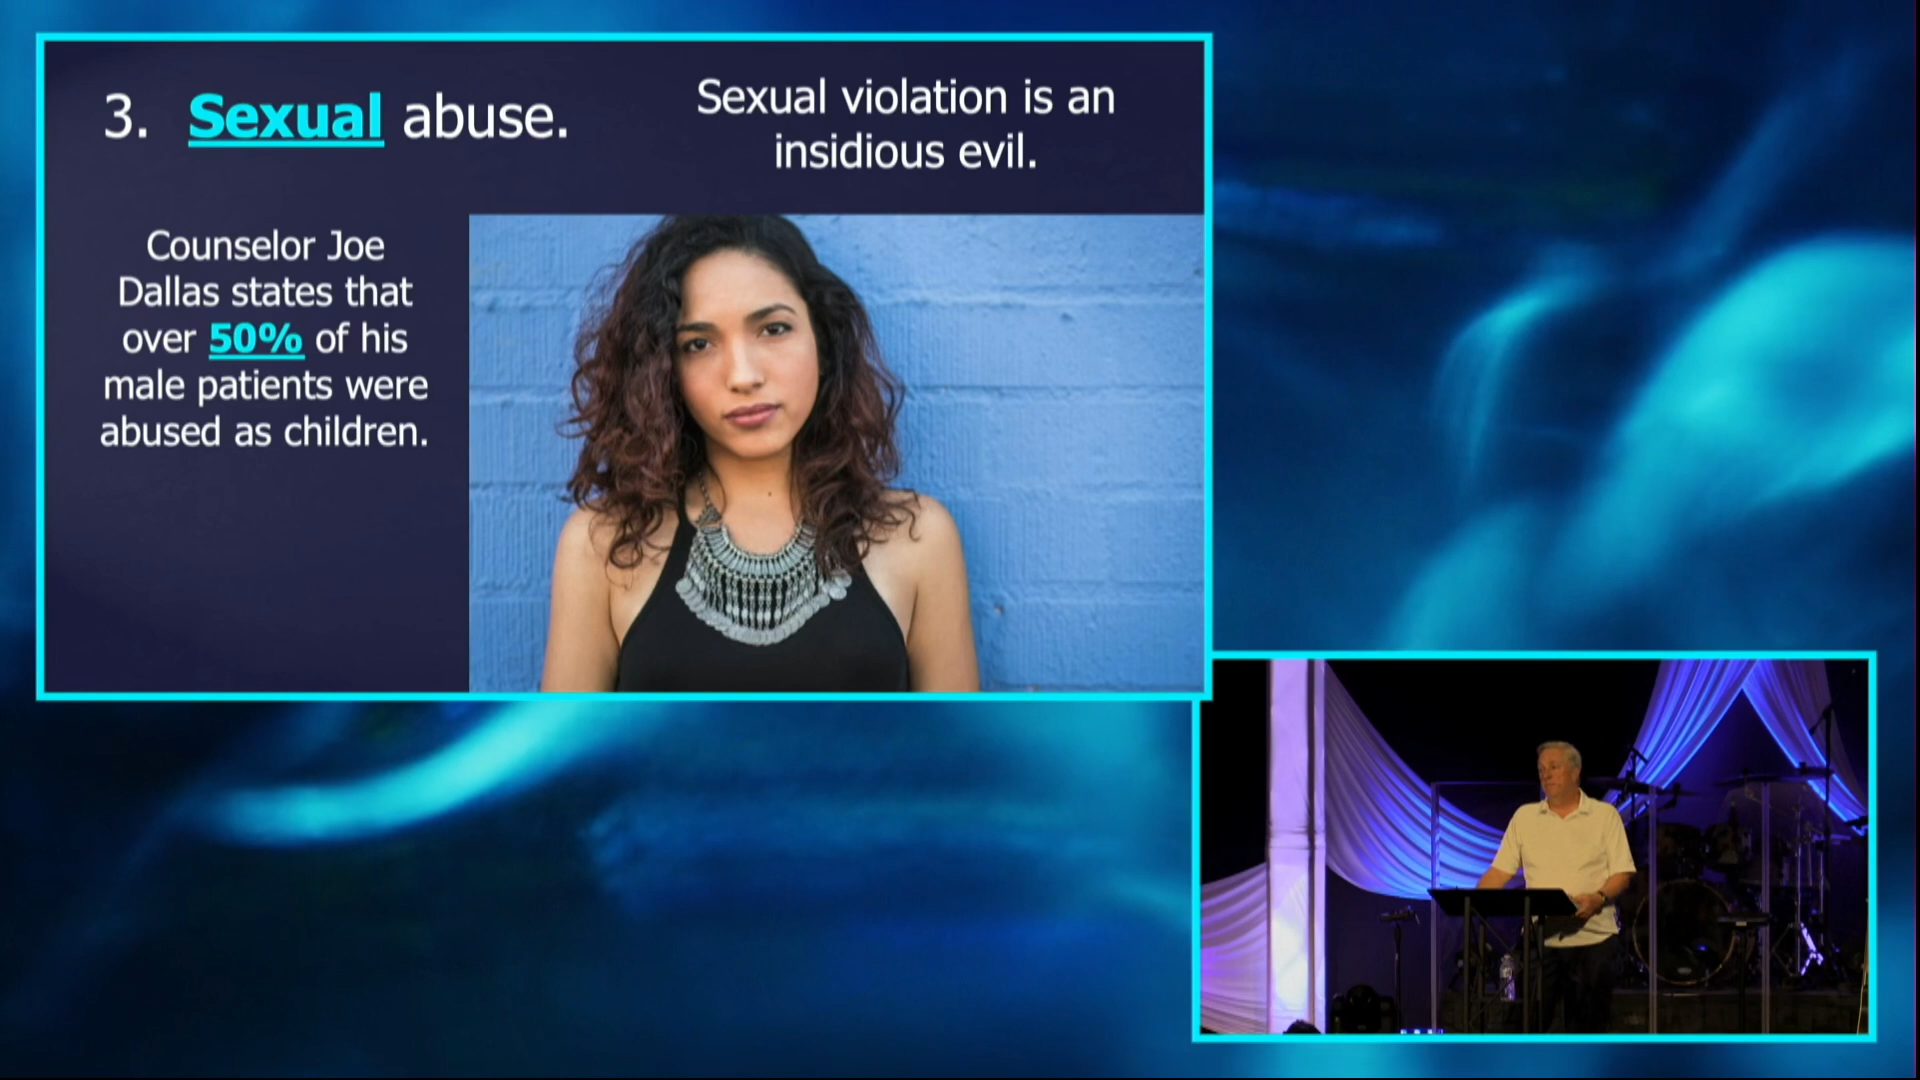 3. Sexual abuse.
Sexual violation is an
insidious evil.
Counselor Joe
Dallas states that
over 50% of his
male patients were
abused as children.